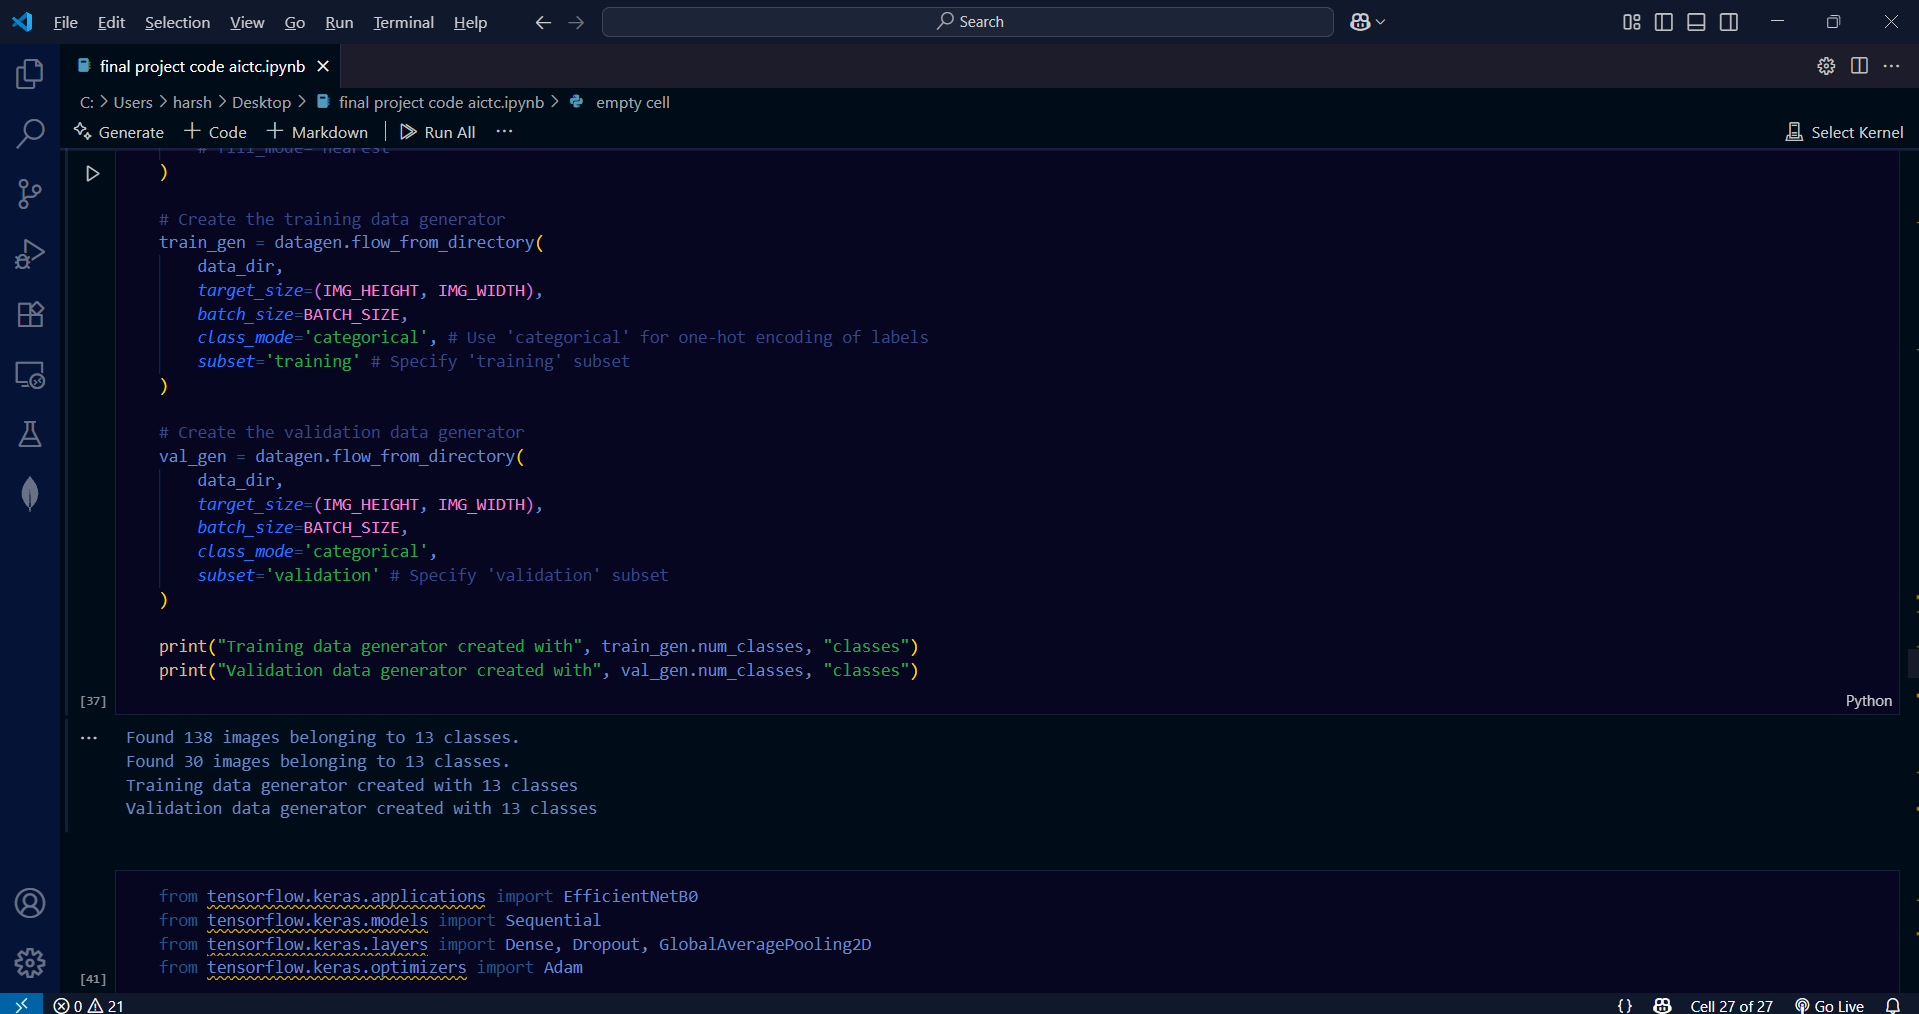 File Edit Selection View Go Run Terminal Help Search
final project code aictc.ipynb
C: > Users > harsh > Desktop > final project code aictc.ipynb > empty cell
Generate + Code + Markdown Run All ... Select Kernel
# fill_mode='nearest'
)
# Create the training data generator
train_gen = datagen.flow_from_directory(
data_dir,
target_size=(IMG_HEIGHT, IMG_WIDTH),
batch_size=BATCH_SIZE,
class_mode='categorical', # Use 'categorical' for one-hot encoding of labels
subset='training' # Specify 'training' subset
)
# Create the validation data generator
val_gen = datagen.flow_from_directory(
data_dir,
target_size=(IMG_HEIGHT, IMG_WIDTH),
batch_size=BATCH_SIZE,
class_mode='categorical',
subset='validation' # Specify 'validation' subset
)
print("Training data generator created with", train_gen.num_classes, "classes")
print("Validation data generator created with", val_gen.num_classes, "classes")
[37] Python
... Found 138 images belonging to 13 classes.
Found 30 images belonging to 13 classes.
Training data generator created with 13 classes
Validation data generator created with 13 classes
from tensorflow.keras.applications import EfficientNetB0
from tensorflow.keras.models import Sequential
from tensorflow.keras.layers import Dense, Dropout, GlobalAveragePooling2D
from tensorflow.keras.optimizers import Adam
[41]
0 21 {} Cell 27 of 27 Go Live